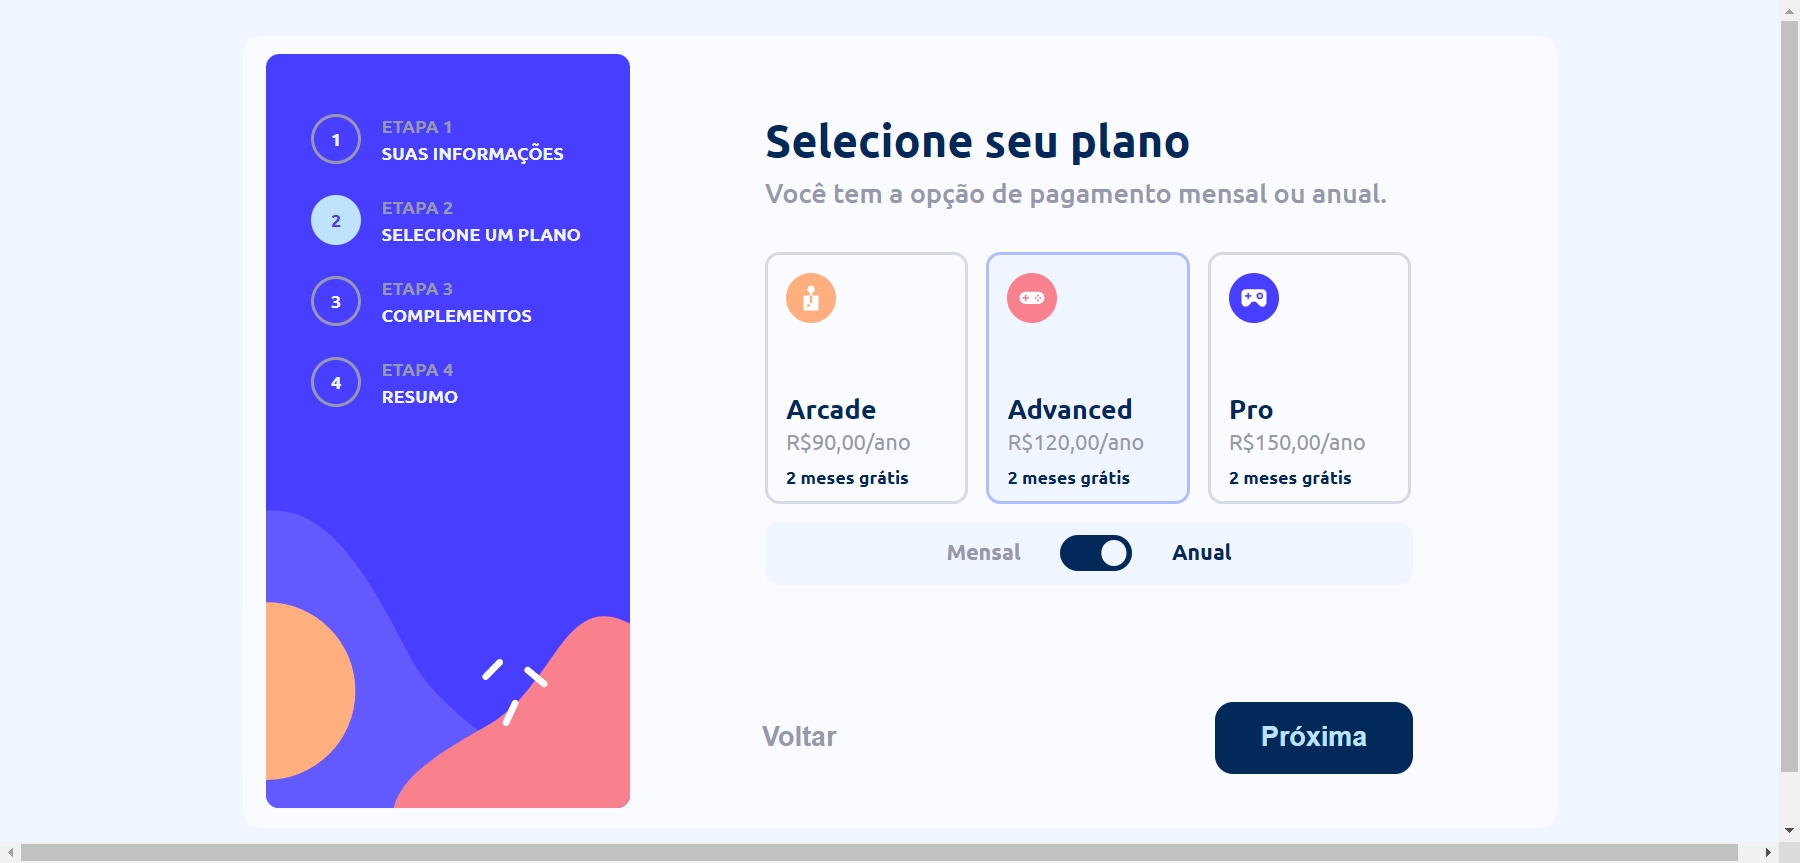 1
ETAPA 1
SUAS INFORMAÇÕES
2
ETAPA 2
SELECIONE UM PLANO
3
ETAPA 3
COMPLEMENTOS
4
ETAPA 4
RESUMO
Selecione seu plano
Você tem a opção de pagamento mensal ou anual.
Arcade
R$90,00/ano
2 meses grátis
Advanced
R$120,00/ano
2 meses grátis
Pro
R$150,00/ano
2 meses grátis
Mensal
Anual
Voltar
Próxima